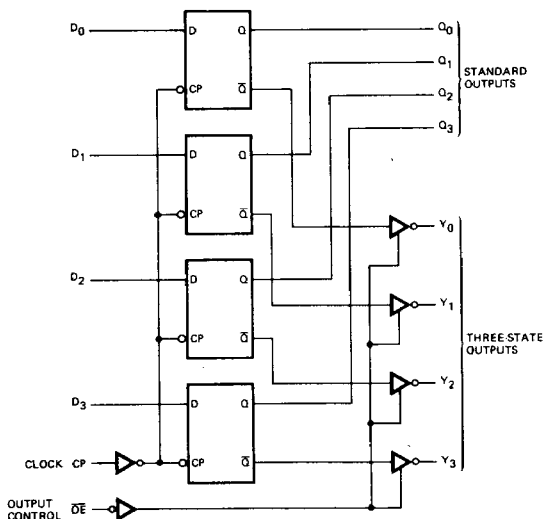 D0 D Q Q0
CP Q̅
Q1
STANDARD
OUTPUTS
Q2
Q3
D1 D Q
CP Q̅
Y0
D2 D Q
CP Q̅
Y1
THREE-STATE
OUTPUTS
Y2
D3 D Q
CLOCK CP CP Q̅ Y3
OUTPUT
CONTROL O̅E̅